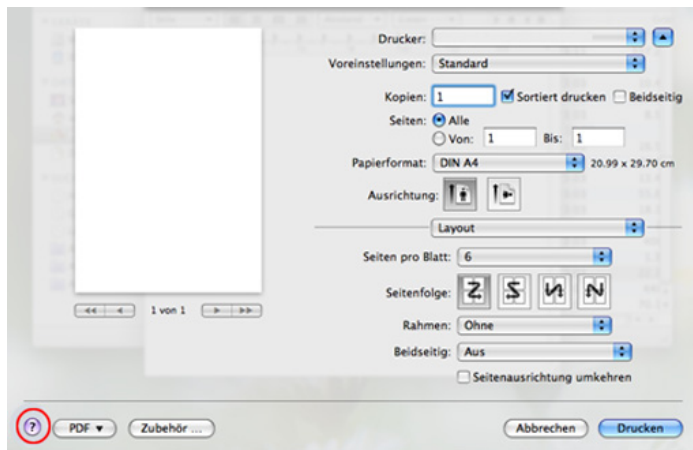 Drucker:
Voreinstellungen: Standard
Kopien: 1 Sortiert drucken Beidseitig
Seiten: Alle
Von: 1 Bis: 1
Papierformat: DIN A4 20.99 x 29.70 cm
Ausrichtung:
Layout
Seiten pro Blatt: 6
Seitenfolge:
1 von 1
Rahmen: Ohne
Beidseitig: Aus
Seitenausrichtung umkehren
? PDF ▼ Zubehör ... Abbrechen Drucken